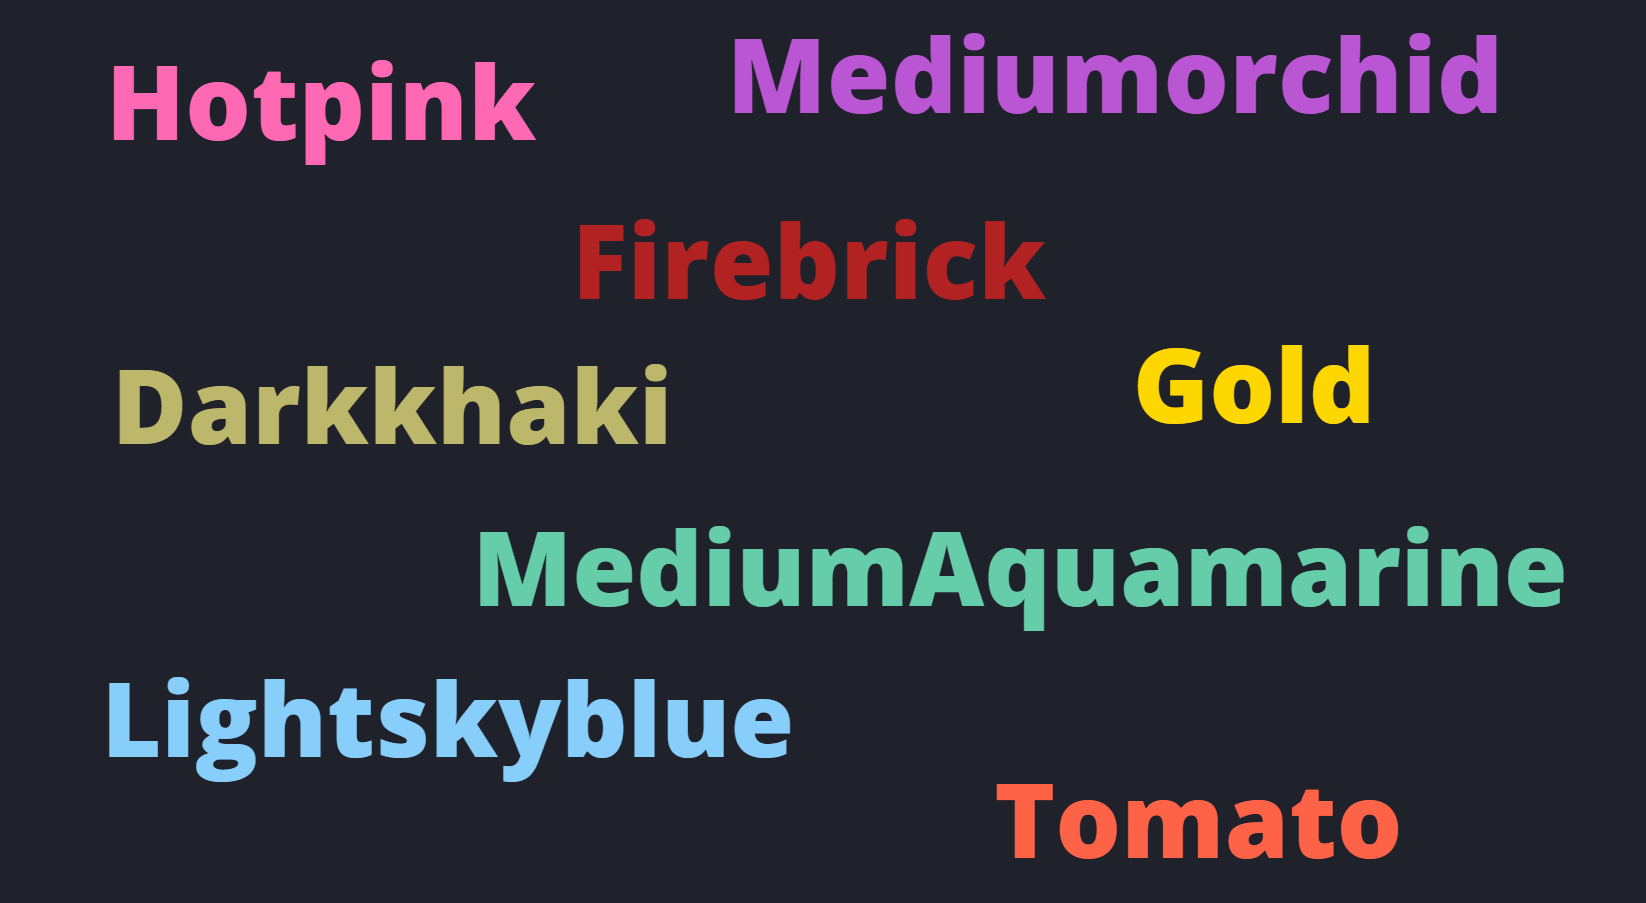 Hotpink
Mediumorchid
Firebrick
Darkkhaki
Gold
MediumAquamarine
Lightskyblue
Tomato